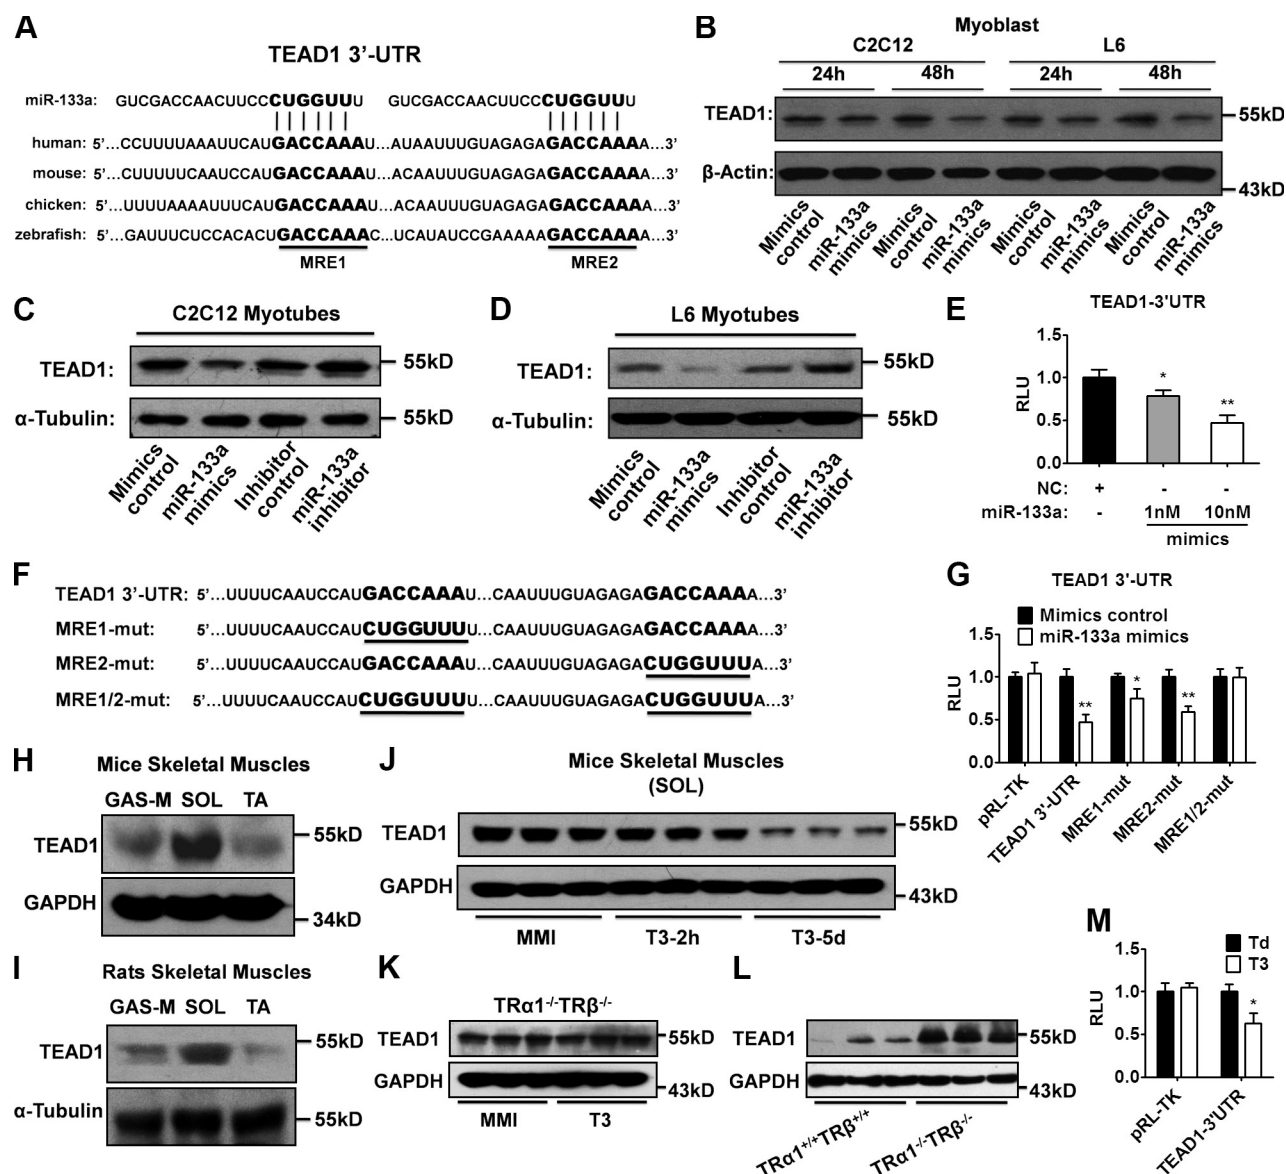 A
TEAD1 3'-UTR
miR-133a: GUCGACCAACUUCCCUGGUUU GUCGACCAACUUCCCUGGUUU
human: 5'...CCUUUUAAAUUCAUGACCAAAU...AUAAUUUGUAGAGAGACCAAAA...3'
mouse: 5'...CUUUUUCAAUCCAUGACCAAAU...ACAAUUUGUAGAGAGACCAAAA...3'
chicken: 5'...UUUUAAAAUUUCAUGACCAAAU...ACAAUUUGUAGAGAGACCAAAA...3'
zebrafish: 5'...GAUUUCUCCACACUGACCAAAC...UCAUAUCCGAAAAAGACCAAAA...3'
MRE1 MRE2
B
Myoblast
C2C12 L6
24h 48h 24h 48h
TEAD1: 55kD
β-Actin: 43kD
Mimics control
miR-133a mimics
Mimics control
miR-133a mimics
Mimics control
miR-133a mimics
Mimics control
miR-133a mimics
C
C2C12 Myotubes
TEAD1: 55kD
α-Tubulin: 55kD
Mimics control
miR-133a mimics
Inhibitor control
miR-133a inhibitor
D
L6 Myotubes
TEAD1: 55kD
α-Tubulin: 55kD
Mimics control
miR-133a mimics
Inhibitor control
miR-133a inhibitor
E
TEAD1-3'UTR
RLU
1.5
1.0
0.5
0.0
*
**
NC: + - -
miR-133a: - 1nM 10nM
mimics
F
TEAD1 3'-UTR: 5'...UUUUCAAUCCAUGACCAAAU...CAAUUUGUAGAGAGACCAAAA...3'
MRE1-mut: 5'...UUUUCAAUCCAUCUGGUUUU...CAAUUUGUAGAGAGACCAAAA...3'
MRE2-mut: 5'...UUUUCAAUCCAUGACCAAAU...CAAUUUGUAGAGACUGGUUUA...3'
MRE1/2-mut: 5'...UUUUCAAUCCAUCUGGUUUU...CAAUUUGUAGAGACUGGUUUA...3'
G
TEAD1 3'-UTR
Mimics control
miR-133a mimics
RLU
1.5
1.0
0.5
0.0
**
*
**
pRL-TK
TEAD1 3'-UTR
MRE1-mut
MRE2-mut
MRE1/2-mut
H
Mice Skeletal Muscles
GAS-M SOL TA
TEAD1 55kD
GAPDH 34kD
I
Rats Skeletal Muscles
GAS-M SOL TA
TEAD1 55kD
α-Tubulin 55kD
J
Mice Skeletal Muscles
(SOL)
TEAD1 55kD
GAPDH 43kD
MMI T3-2h T3-5d
K
TRα1-/-TRβ-/-
TEAD1 55kD
GAPDH 43kD
MMI T3
L
TEAD1 55kD
GAPDH 43kD
TRα1+/+TRβ+/+
TRα1-/-TRβ-/-
M
Td
T3
RLU
1.5
1.0
0.5
0.0
*
pRL-TK
TEAD1-3'UTR